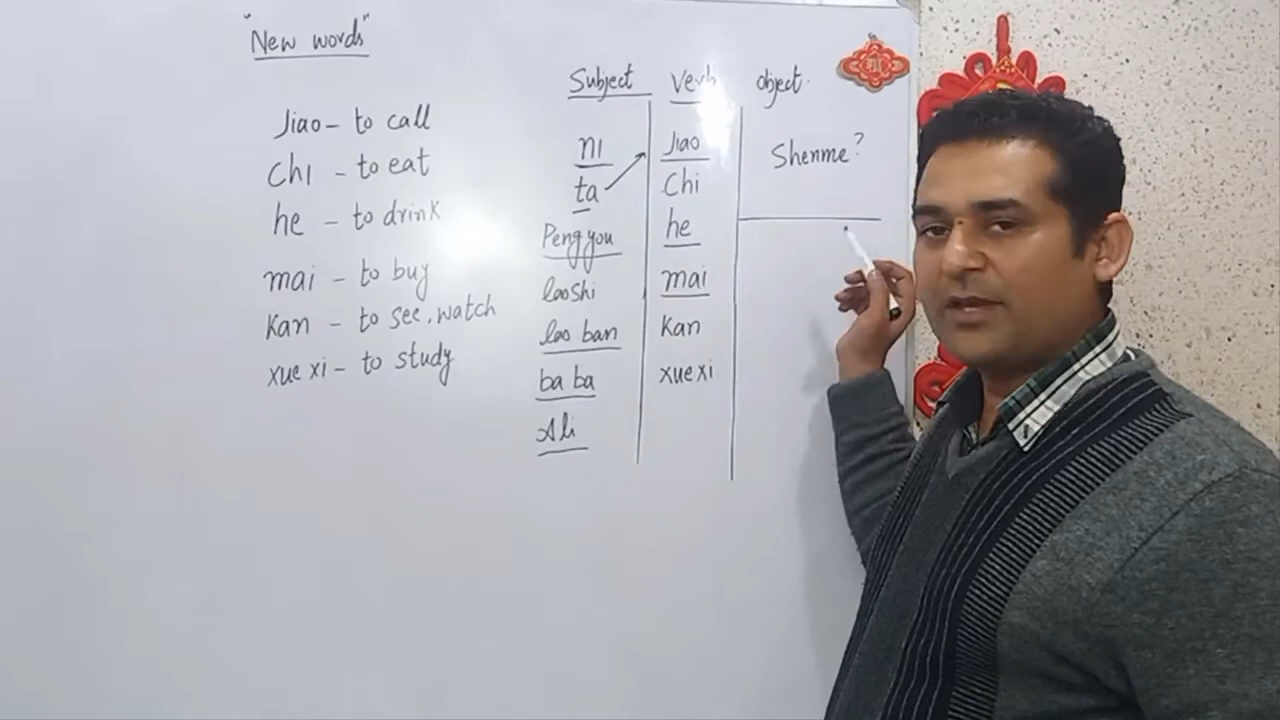 "New words"
Jiao - to call
Chi - to eat
he - to drink
mai - to buy
Kan - to see, watch
xue xi - to study
Subject Verb object.
ni Jiao Shenme?
ta Chi
Peng you he
laoshi mai
lao ban Kan
ba ba xue xi
Ali